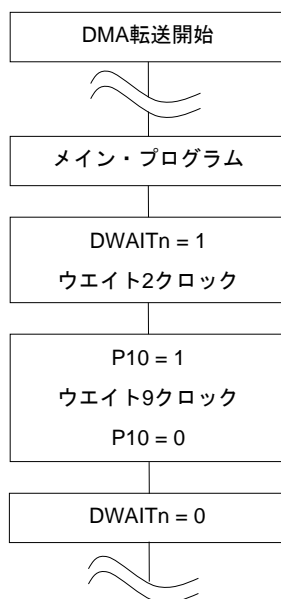 DMA転送開始
メイン・プログラム
DWAITn = 1
ウエイト2クロック
P10 = 1
ウエイト9クロック
P10 = 0
DWAITn = 0